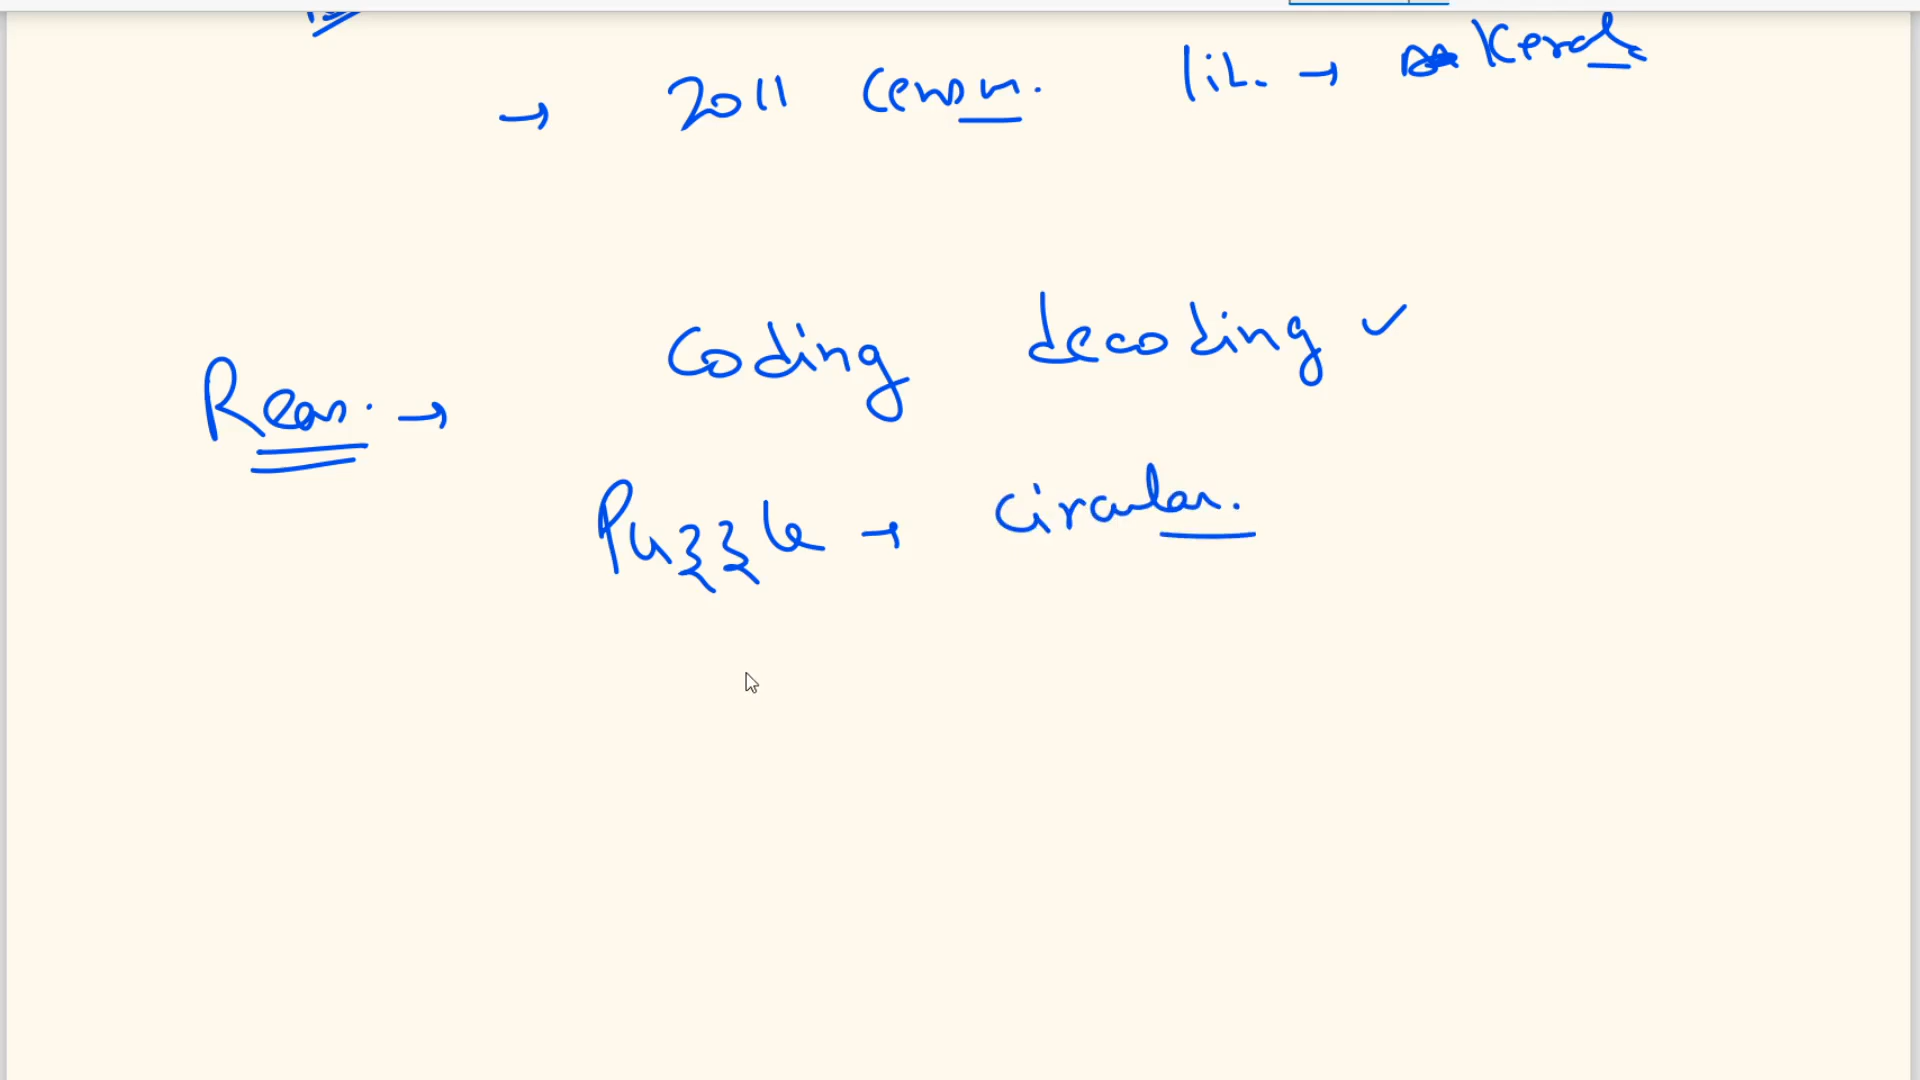 → 2011 Census. lit. → Kerala
Reas. → Coding decoding ✓
Puzzle → circular.